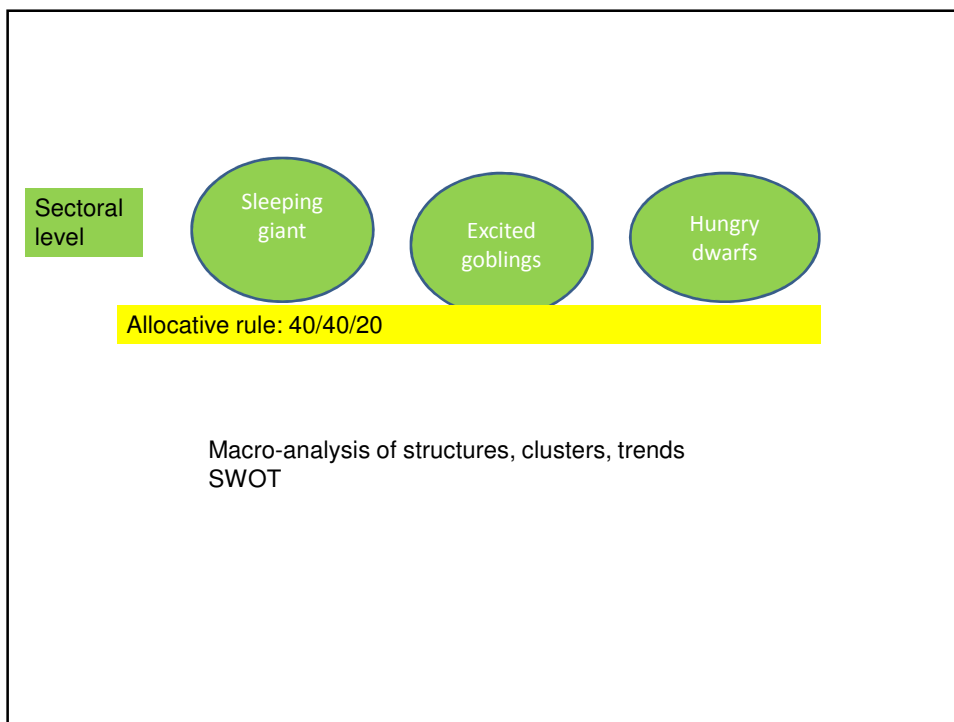 Sectoral
level
Sleeping
giant
Excited
goblings
Hungry
dwarfs
Allocative rule: 40/40/20
Macro-analysis of structures, clusters, trends
SWOT